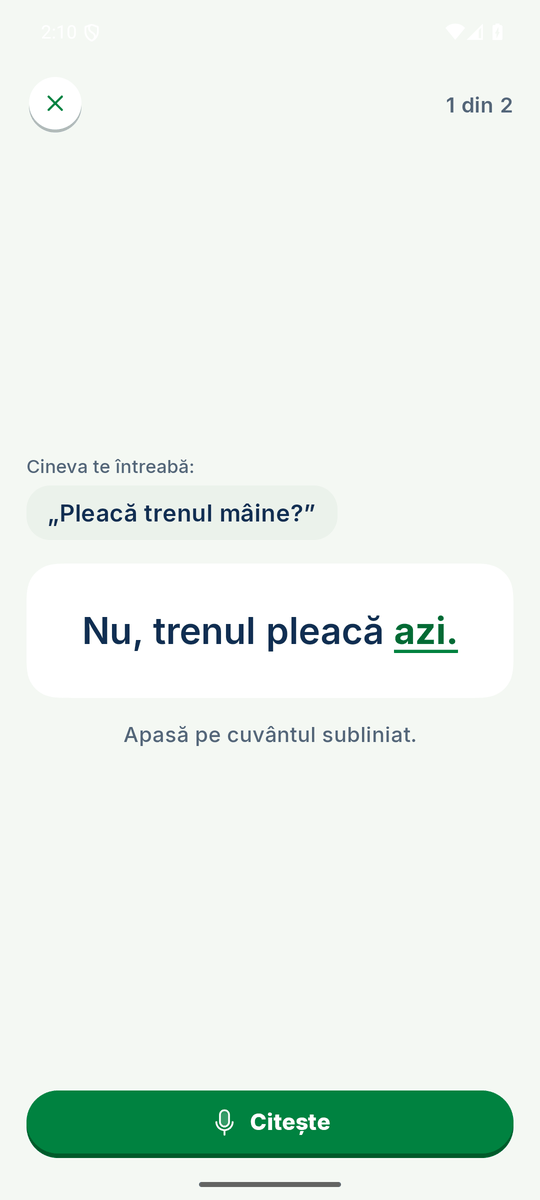 2:10
1 din 2
Cineva te întreabă:
„Pleacă trenul mâine?”
Nu, trenul pleacă azi.
Apasă pe cuvântul subliniat.
Citește